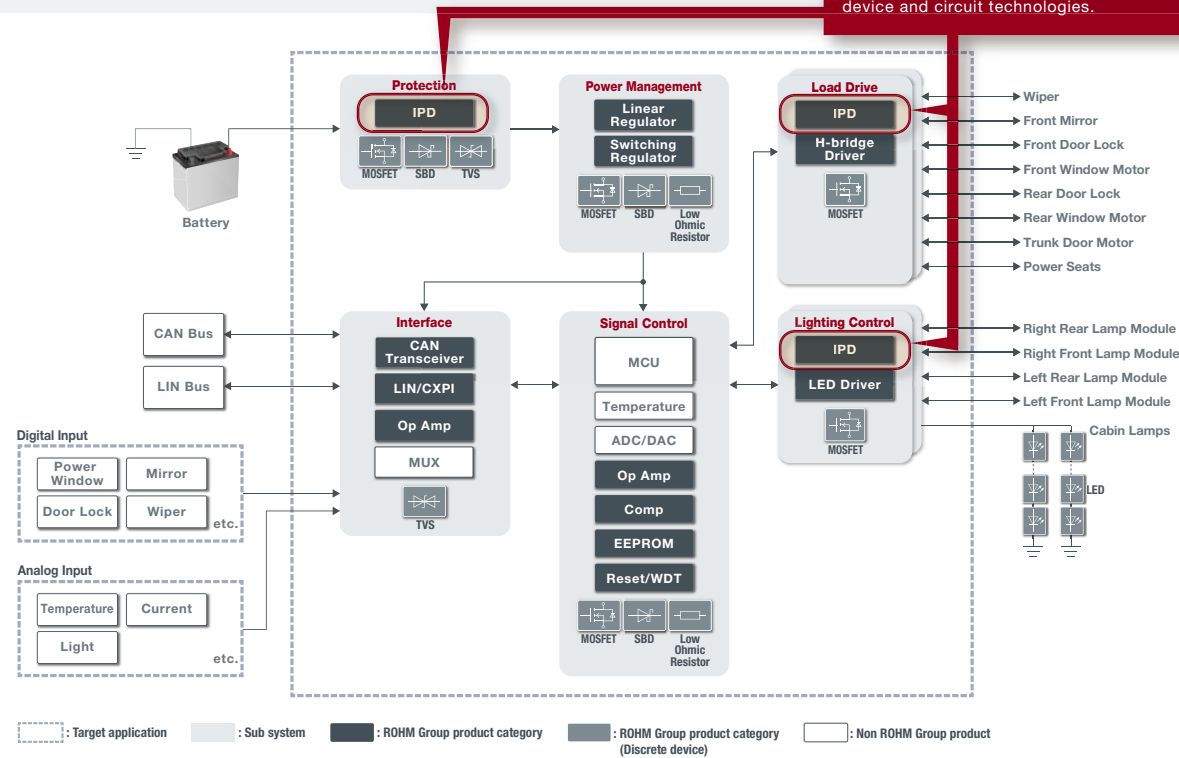 device and circuit technologies.
Protection
IPD
MOSFET
SBD
TVS
Power Management
Linear
Regulator
Switching
Regulator
MOSFET
SBD
Low
Ohmic
Resistor
Load Drive
IPD
H-bridge
Driver
MOSFET
Wiper
Front Mirror
Front Door Lock
Front Window Motor
Rear Door Lock
Rear Window Motor
Trunk Door Motor
Power Seats
Battery
CAN Bus
LIN Bus
Interface
CAN
Transceiver
LIN/CXPI
Op Amp
MUX
TVS
Signal Control
MCU
Temperature
ADC/DAC
Op Amp
Comp
EEPROM
Reset/WDT
MOSFET
SBD
Low
Ohmic
Resistor
Lighting Control
IPD
LED Driver
MOSFET
Right Rear Lamp Module
Right Front Lamp Module
Left Rear Lamp Module
Left Front Lamp Module
Cabin Lamps
LED
Digital Input
Power
Window
Mirror
Door Lock
Wiper
etc.
Analog Input
Temperature
Current
Light
etc.
: Target application
: Sub system
: ROHM Group product category
: ROHM Group product category
(Discrete device)
: Non ROHM Group product